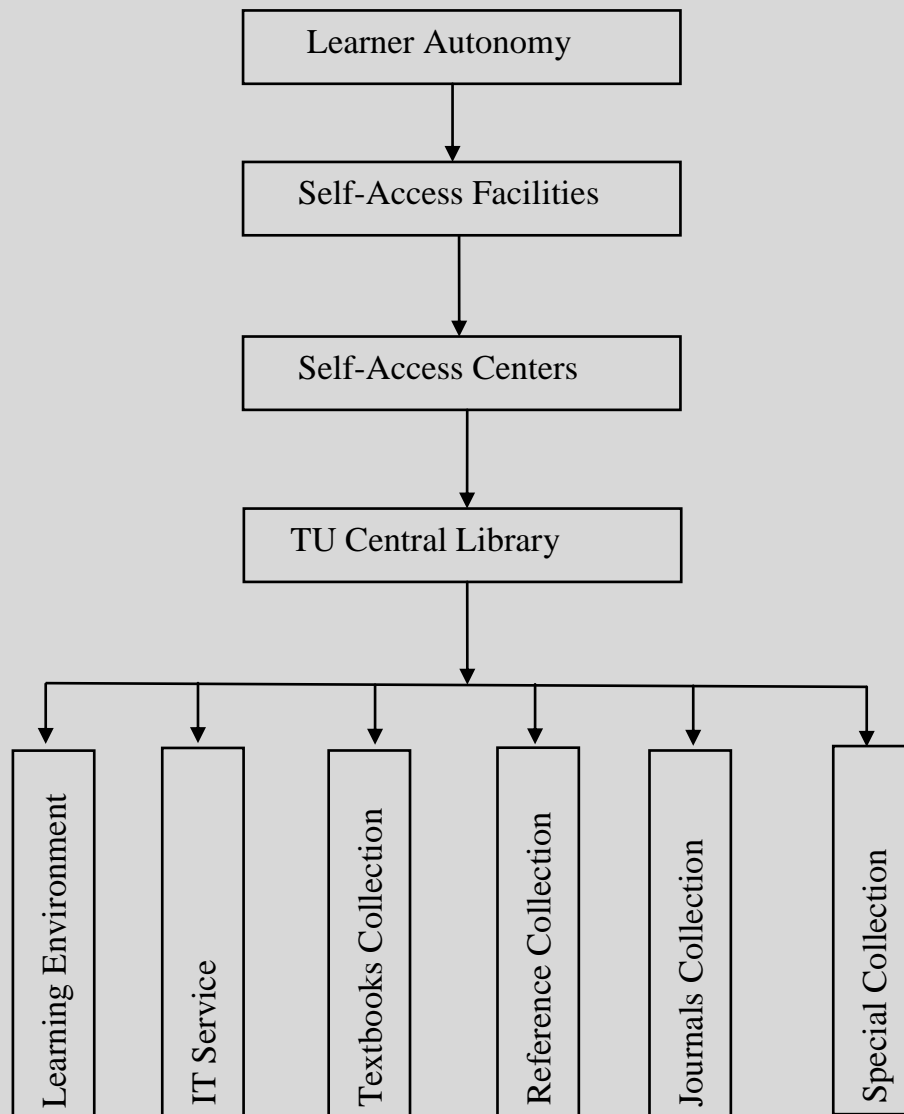 Learner Autonomy
Self-Access Facilities
Self-Access Centers
TU Central Library
Learning Environment
IT Service
Textbooks Collection
Reference Collection
Journals Collection
Special Collection